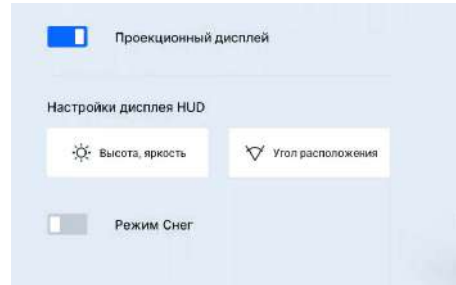 Проекционный дисплей
Настройки дисплея HUD
Высота, яркость
Угол расположения
Режим Снег